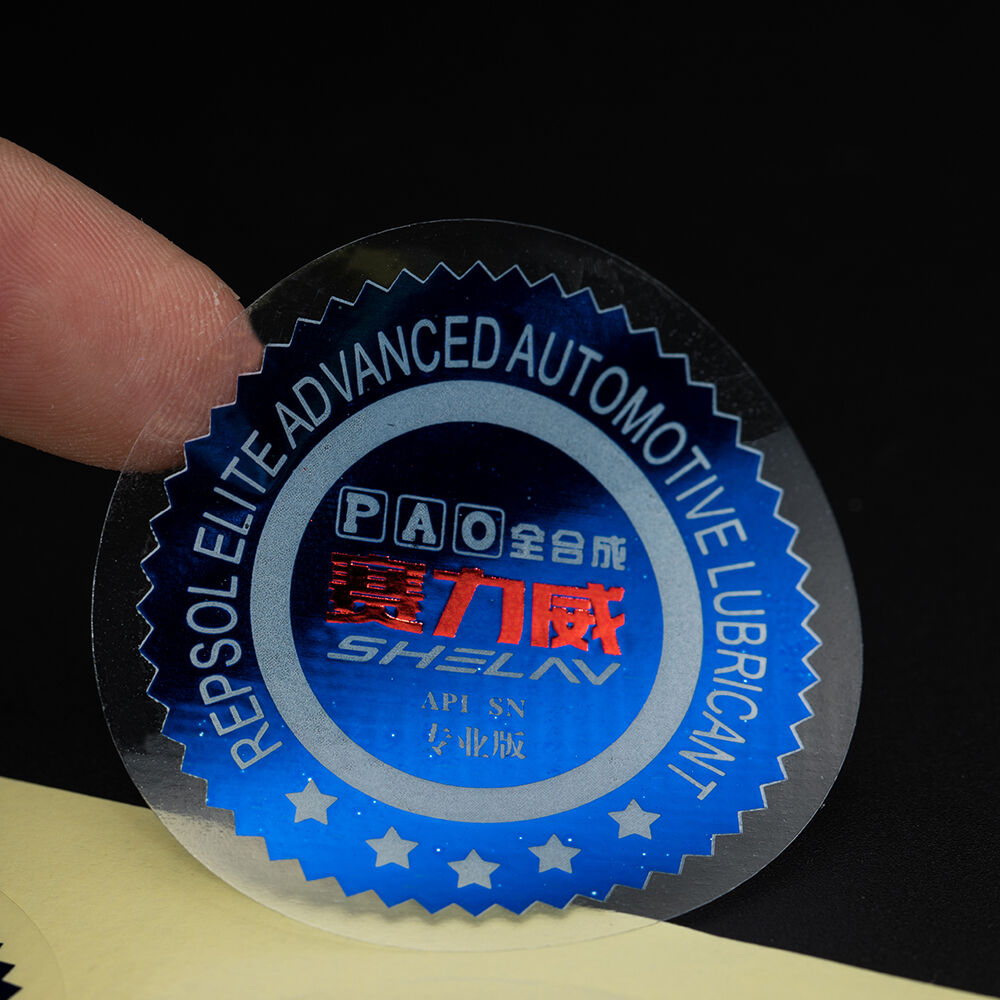 REPSOL ELITE ADVANCED AUTOMOTIVE LUBRICANT
PAO全合成
赛力威
SHELAV
API SN
专业版